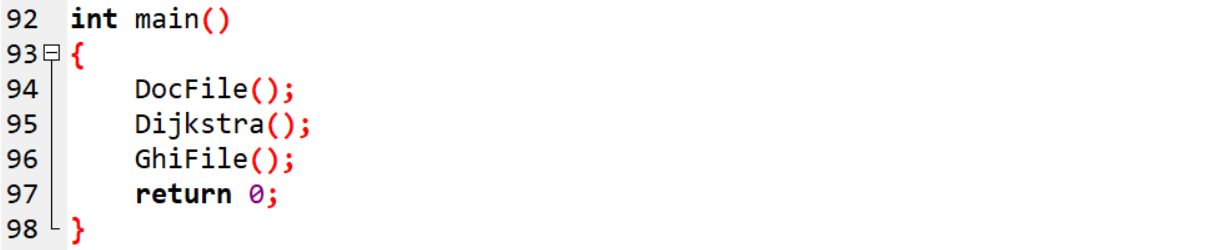 92 int main()
93 {
94 DocFile();
95 Dijkstra();
96 GhiFile();
97 return 0;
98 }